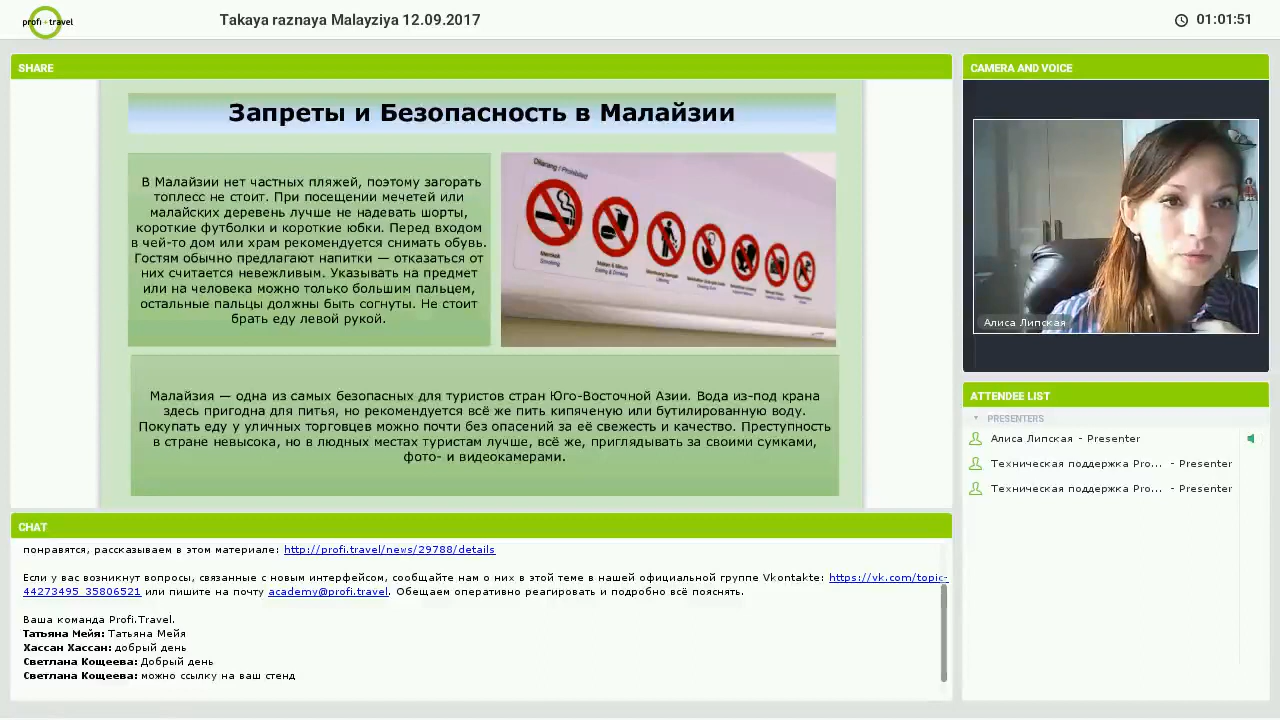 profi travel
Takaya raznaya Malayziya 12.09.2017
01:01:51
SHARE
Запреты и Безопасность в Малайзии
В Малайзии нет частных пляжей, поэтому загорать
топлесс не стоит. При посещении мечетей или
малайских деревень лучше не надевать шорты,
короткие футболки и короткие юбки. Перед входом
в чей-то дом или храм рекомендуется снимать обувь.
Гостям обычно предлагают напитки — отказаться от
них считается невежливым. Указывать на предмет
или на человека можно только большим пальцем,
остальные пальцы должны быть согнуты. Не стоит
брать еду левой рукой.
Dilarang / Prohibited
Merokok
Smoking
Makan & Minum
Eating & Drinking
Littering
Малайзия — одна из самых безопасных для туристов стран Юго-Восточной Азии. Вода из-под крана
здесь пригодна для питья, но рекомендуется всё же пить кипяченую или бутилированную воду.
Покупать еду у уличных торговцев можно почти без опасений за её свежесть и качество. Преступность
в стране невысока, но в людных местах туристам лучше, всё же, приглядывать за своими сумками,
фото- и видеокамерами.
CAMERA AND VOICE
Алиса Липская
ATTENDEE LIST
PRESENTERS
Алиса Липская - Presenter
Техническая поддержка Pro... - Presenter
Техническая поддержка Pro... - Presenter
CHAT
понравятся, рассказываем в этом материале: http://profi.travel/news/29788/details
Если у вас возникнут вопросы, связанные с новым интерфейсом, сообщайте нам о них в этой теме в нашей официальной группе Vkontakte: https://vk.com/topic-
44273495_35806521 или пишите на почту academy@profi.travel. Обещаем оперативно реагировать и подробно всё пояснять.
Ваша команда Profi.Travel.
Татьяна Мейя: Татьяна Мейя
Хассан Хассан: добрый день
Светлана Кощеева: Добрый день
Светлана Кощеева: можно ссылку на ваш стенд